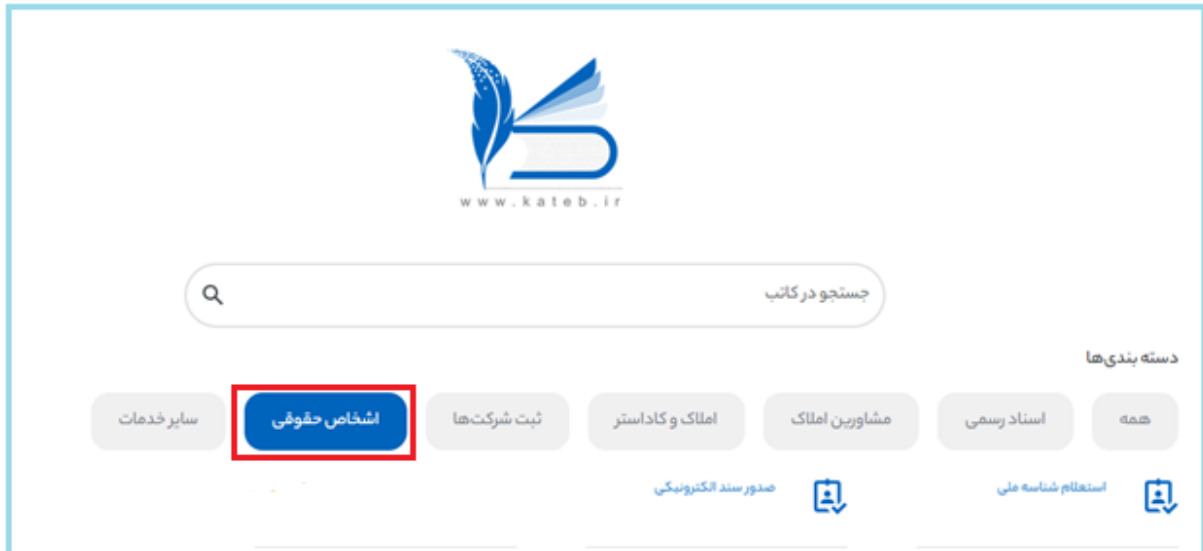 www.kateb.ir
جستجو در کاتب
دسته بندی‌ها
همه
اسناد رسمی
مشاورین املاک
املاک و کاداستر
ثبت شرکت‌ها
اشخاص حقوقی
سایر خدمات
استعلام شناسه ملی
صدور سند الکترونیکی